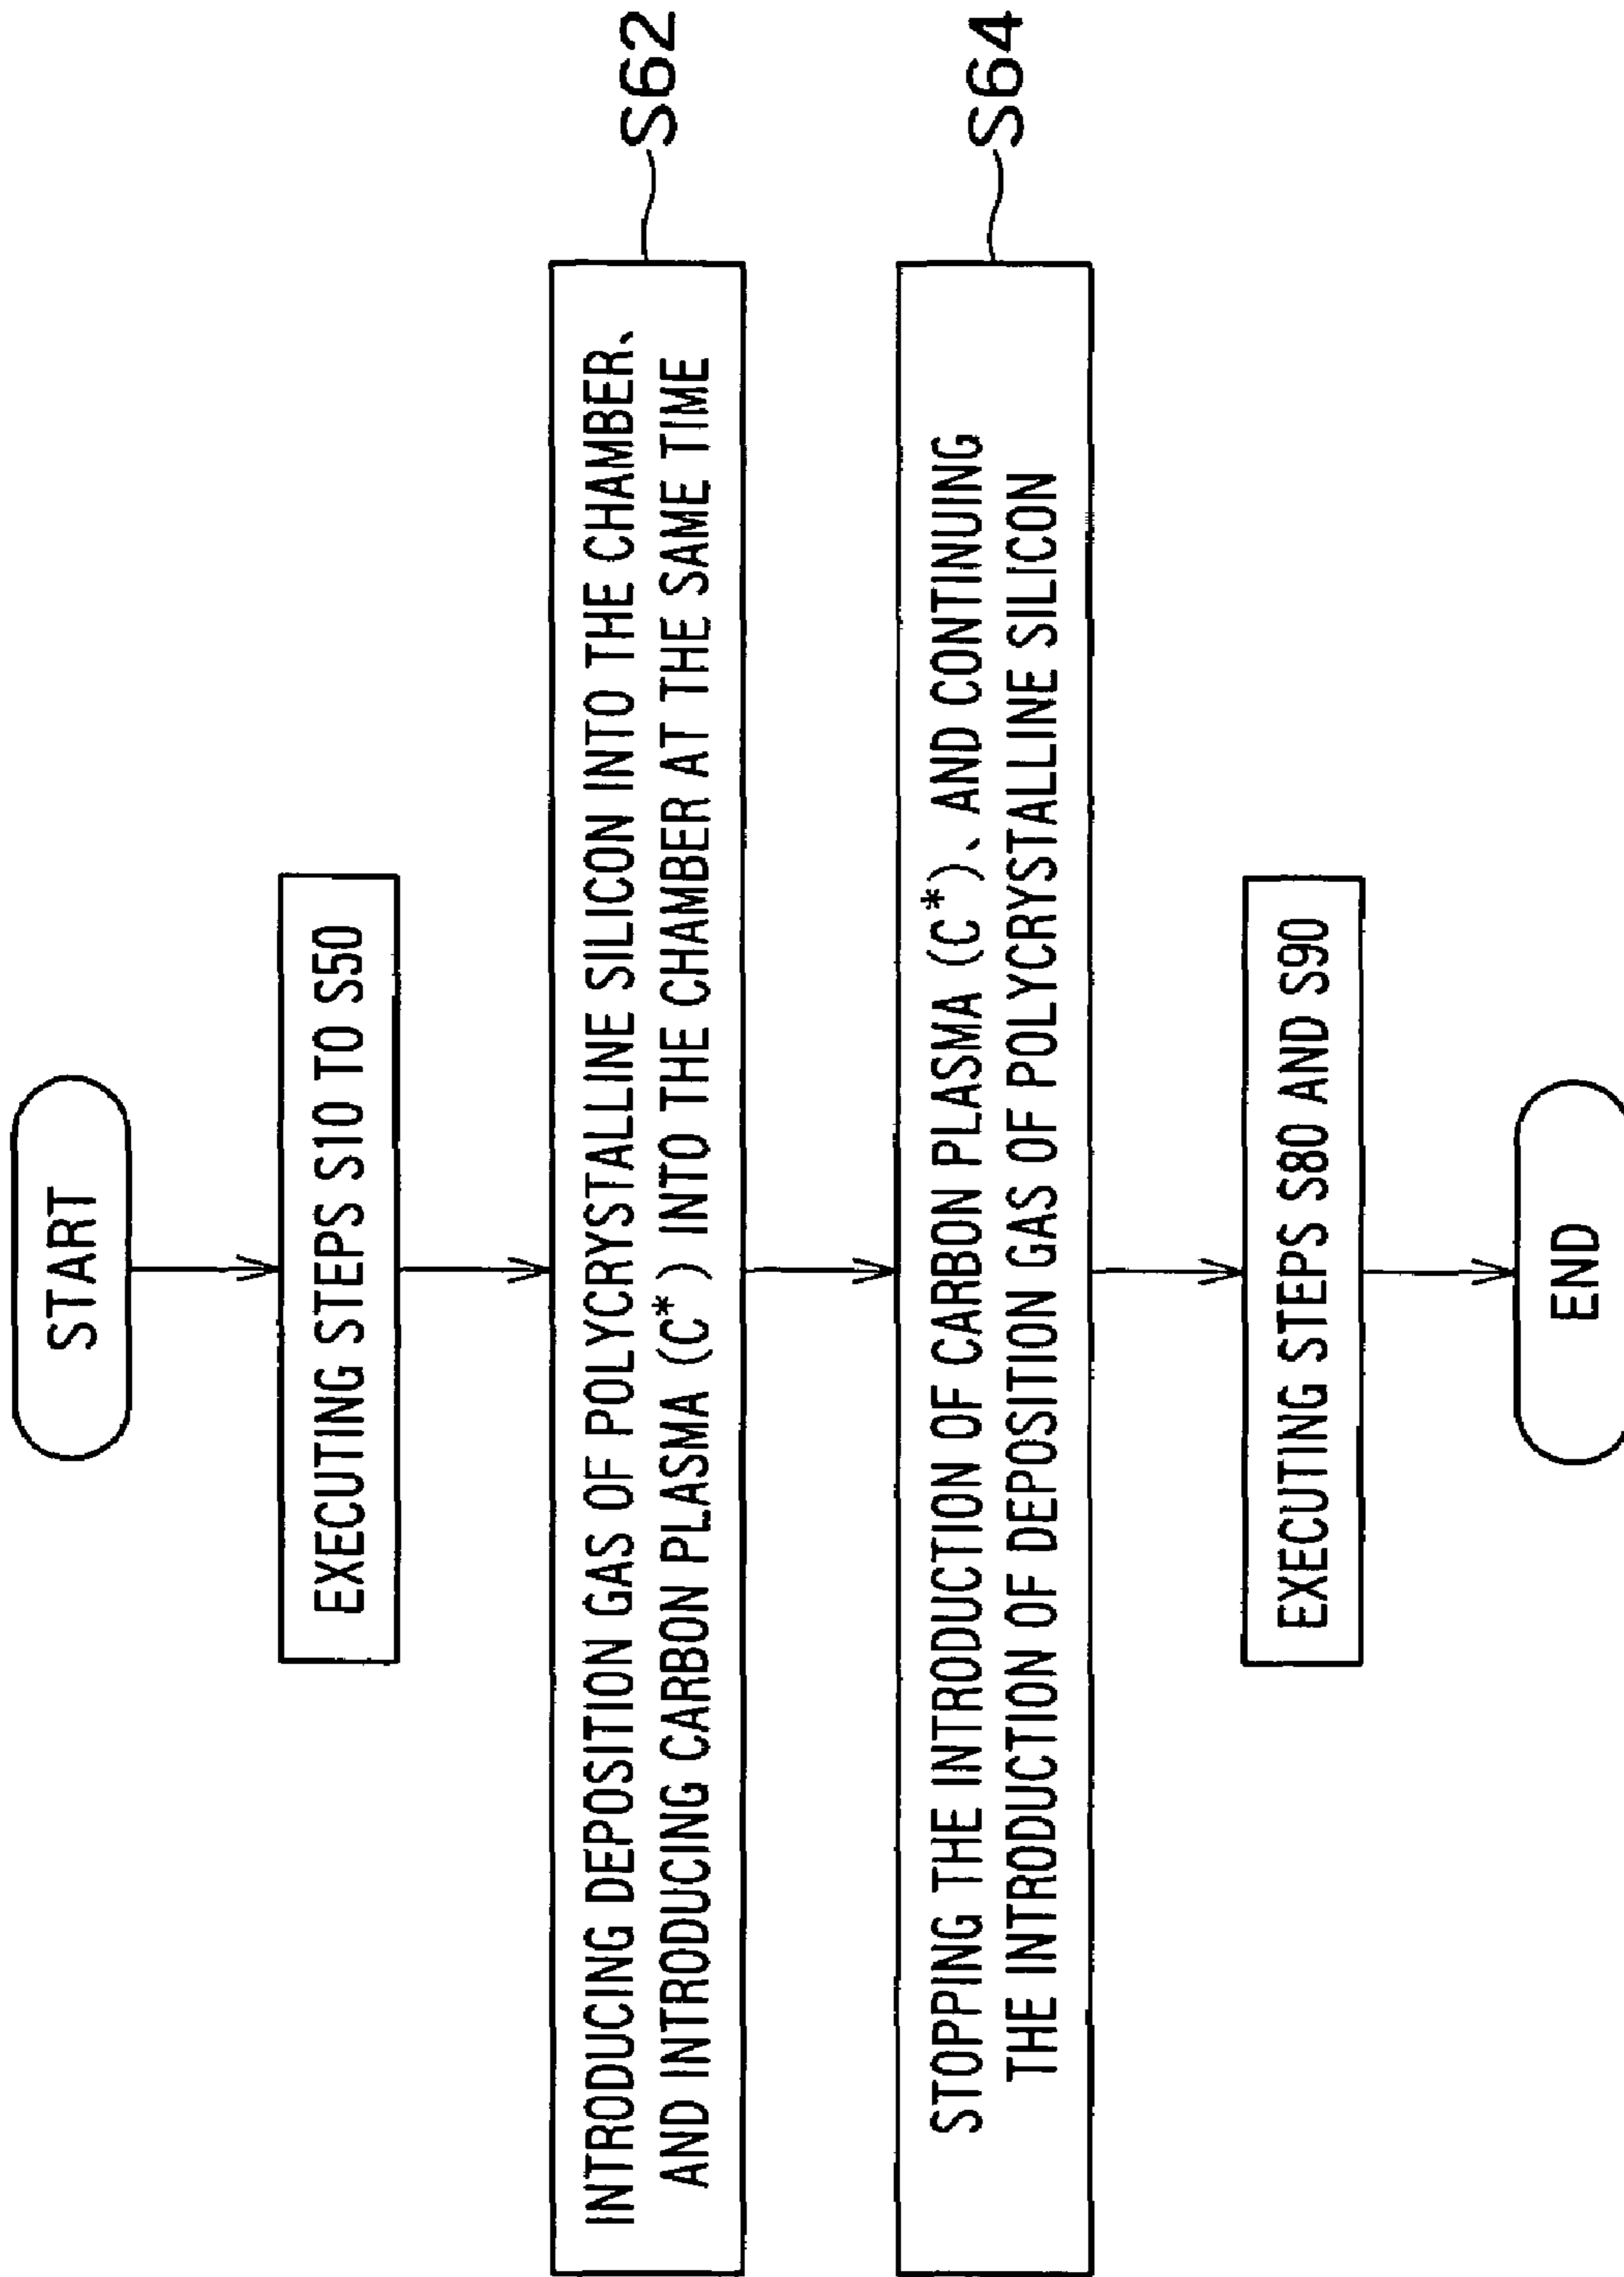 START
EXECUTING STEPS S10 TO S50
INTRODUCING DEPOSITION GAS OF POLYCRYSTALLINE SILICON INTO THE CHAMBER、
AND INTRODUCING CARBON PLASMA (C*) INTO THE CHAMBER AT THE SAME TIME
S62
STOPPING THE INTRODUCTION OF CARBON PLASMA (C*)、AND CONTINUING
THE INTRODUCTION OF DEPOSITION GAS OF POLYCRYSTALLINE SILICON
S64
EXECUTING STEPS S80 AND S90
END